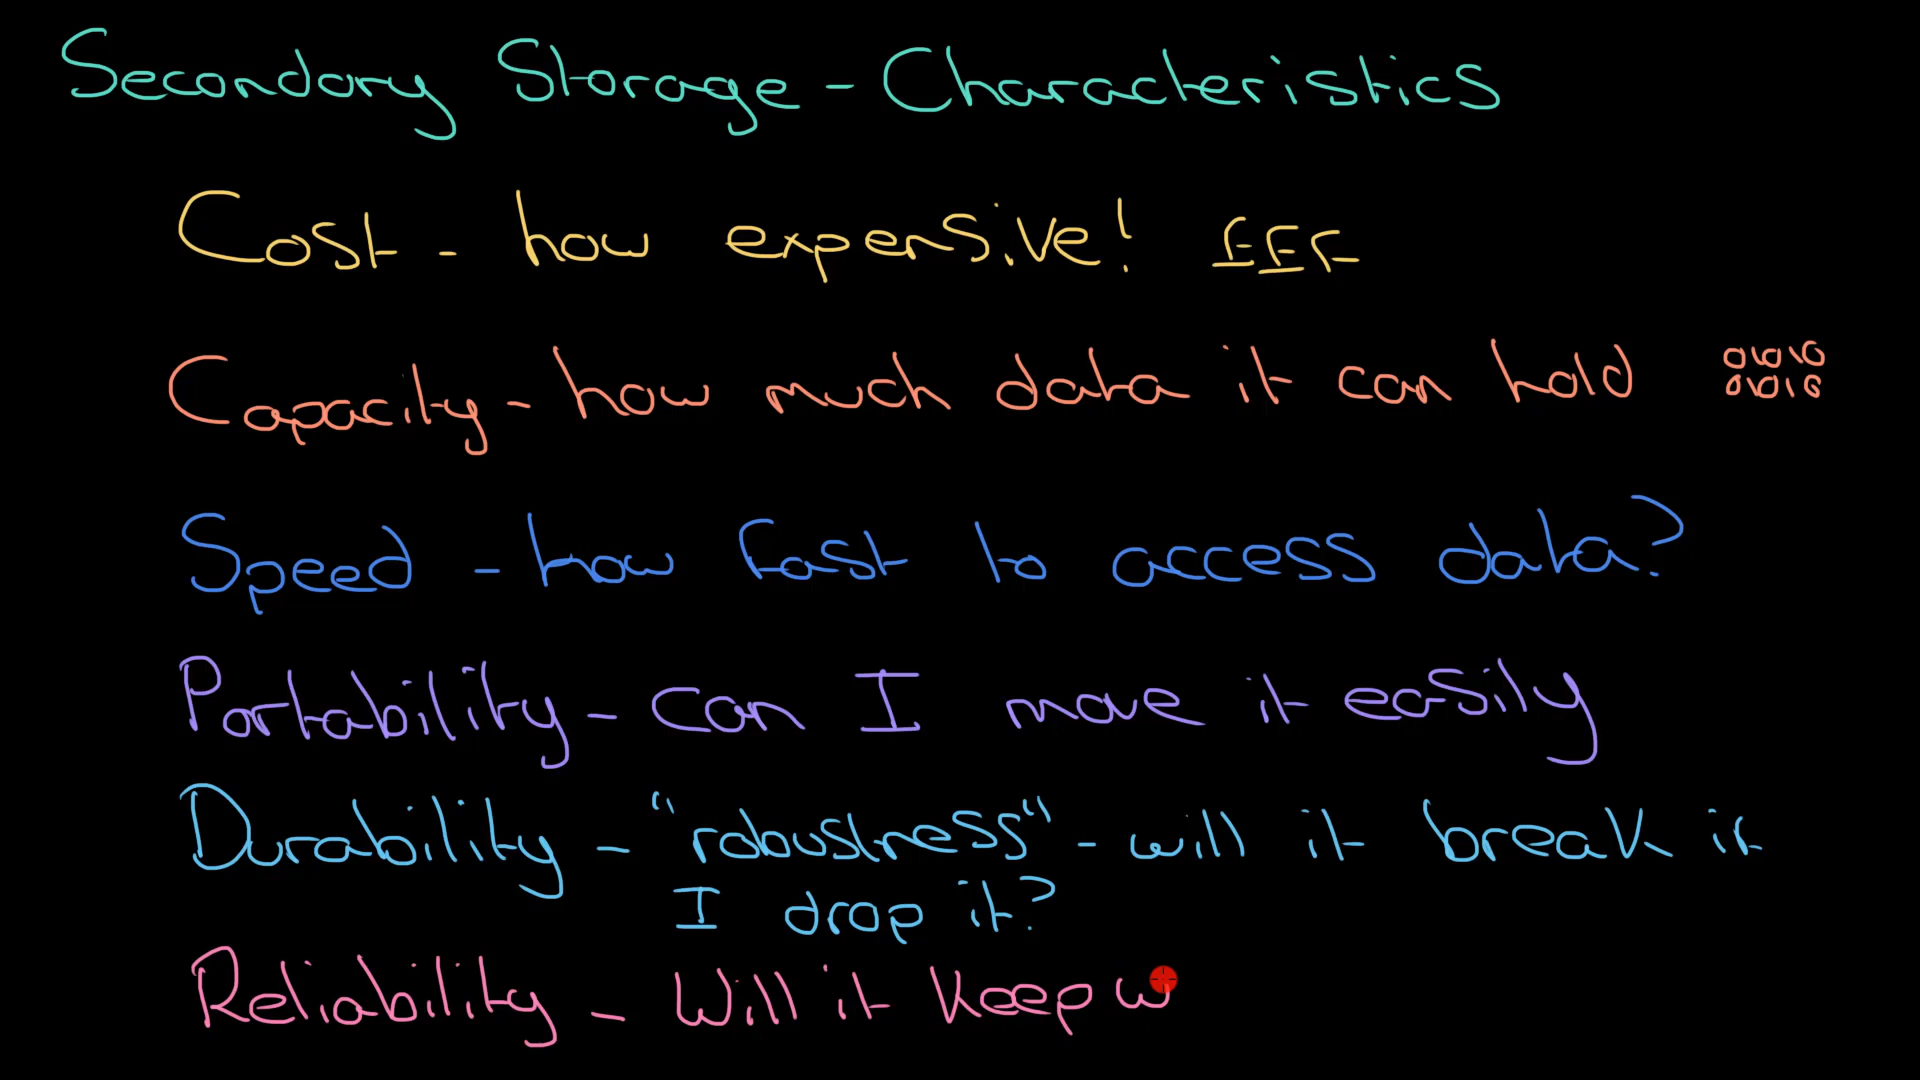 Secondary Storage - Characteristics
Cost - how expensive! £££
Capacity - how much data it can hold 01010
01010
Speed - how fast to access data?
Portability - can I move it easily
Durability - "robustness" - will it break if
I drop it?
Reliability - Will it keep w